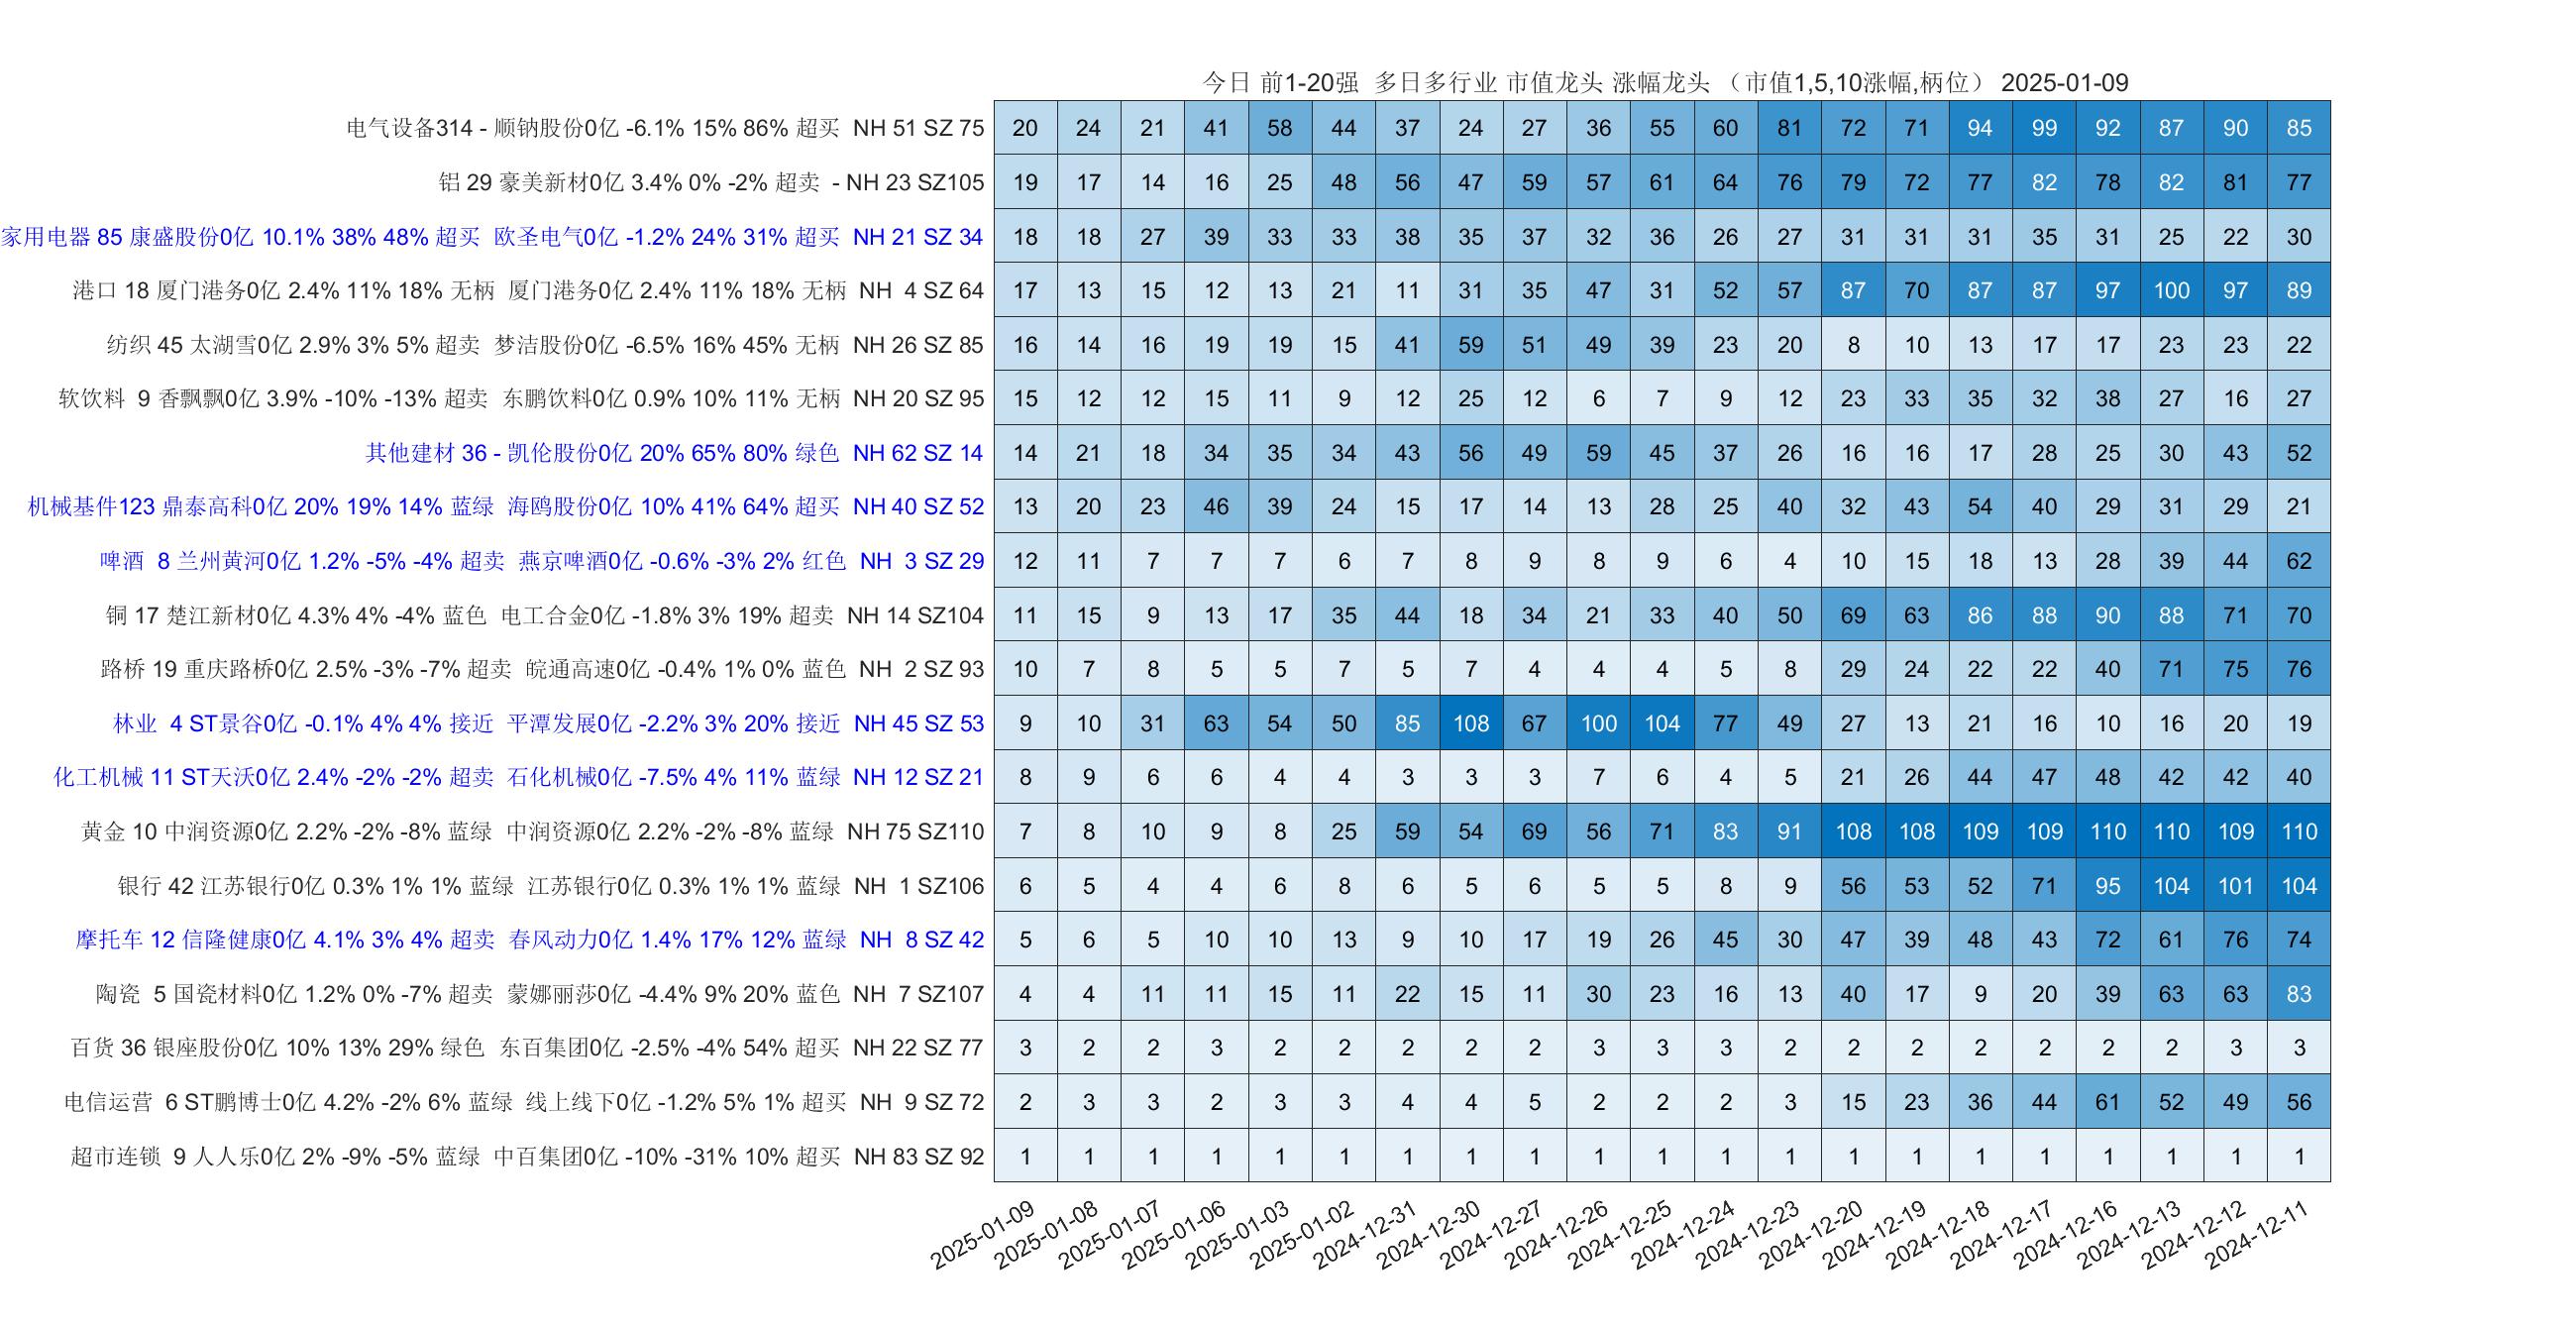 今日 前1-20强 多日多行业 市值龙头 涨幅龙头 （市值1,5,10涨幅,柄位） 2025-01-09
电气设备314 - 顺钠股份0亿 -6.1% 15% 86% 超买 NH 51 SZ 75 20 24 21 41 58 44 37 24 27 36 55 60 81 72 71 94 99 92 87 90 85
铝 29 豪美新材0亿 3.4% 0% -2% 超卖 - NH 23 SZ105 19 17 14 16 25 48 56 47 59 57 61 64 76 79 72 77 82 78 82 81 77
家用电器 85 康盛股份0亿 10.1% 38% 48% 超买 欧圣电气0亿 -1.2% 24% 31% 超买 NH 21 SZ 34 18 18 27 39 33 33 38 35 37 32 36 26 27 31 31 31 35 31 25 22 30
港口 18 厦门港务0亿 2.4% 11% 18% 无柄 厦门港务0亿 2.4% 11% 18% 无柄 NH 4 SZ 64 17 13 15 12 13 21 11 31 35 47 31 52 57 87 70 87 87 97 100 97 89
纺织 45 太湖雪0亿 2.9% 3% 5% 超卖 梦洁股份0亿 -6.5% 16% 45% 无柄 NH 26 SZ 85 16 14 16 19 19 15 41 59 51 49 39 23 20 8 10 13 17 17 23 23 22
软饮料 9 香飘飘0亿 3.9% -10% -13% 超卖 东鹏饮料0亿 0.9% 10% 11% 无柄 NH 20 SZ 95 15 12 12 15 11 9 12 25 12 6 7 9 12 23 33 35 32 38 27 16 27
其他建材 36 - 凯伦股份0亿 20% 65% 80% 绿色 NH 62 SZ 14 14 21 18 34 35 34 43 56 49 59 45 37 26 16 16 17 28 25 30 43 52
机械基件123 鼎泰高科0亿 20% 19% 14% 蓝绿 海鸥股份0亿 10% 41% 64% 超买 NH 40 SZ 52 13 20 23 46 39 24 15 17 14 13 28 25 40 32 43 54 40 29 31 29 21
啤酒 8 兰州黄河0亿 1.2% -5% -4% 超卖 燕京啤酒0亿 -0.6% -3% 2% 红色 NH 3 SZ 29 12 11 7 7 7 6 7 8 9 8 9 6 4 10 15 18 13 28 39 44 62
铜 17 楚江新材0亿 4.3% 4% -4% 蓝色 电工合金0亿 -1.8% 3% 19% 超卖 NH 14 SZ104 11 15 9 13 17 35 44 18 34 21 33 40 50 69 63 86 88 90 88 71 70
路桥 19 重庆路桥0亿 2.5% -3% -7% 超卖 皖通高速0亿 -0.4% 1% 0% 蓝色 NH 2 SZ 93 10 7 8 5 5 7 5 7 4 4 4 5 8 29 24 22 22 40 71 75 76
林业 4 ST景谷0亿 -0.1% 4% 4% 接近 平潭发展0亿 -2.2% 3% 20% 接近 NH 45 SZ 53 9 10 31 63 54 50 85 108 67 100 104 77 49 27 13 21 16 10 16 20 19
化工机械 11 ST天沃0亿 2.4% -2% -2% 超卖 石化机械0亿 -7.5% 4% 11% 蓝绿 NH 12 SZ 21 8 9 6 6 4 4 3 3 3 7 6 4 5 21 26 44 47 48 42 42 40
黄金 10 中润资源0亿 2.2% -2% -8% 蓝绿 中润资源0亿 2.2% -2% -8% 蓝绿 NH 75 SZ110 7 8 10 9 8 25 59 54 69 56 71 83 91 108 108 109 109 110 110 109 110
银行 42 江苏银行0亿 0.3% 1% 1% 蓝绿 江苏银行0亿 0.3% 1% 1% 蓝绿 NH 1 SZ106 6 5 4 4 6 8 6 5 6 5 5 8 9 56 53 52 71 95 104 101 104
摩托车 12 信隆健康0亿 4.1% 3% 4% 超卖 春风动力0亿 1.4% 17% 12% 蓝绿 NH 8 SZ 42 5 6 5 10 10 13 9 10 17 19 26 45 30 47 39 48 43 72 61 76 74
陶瓷 5 国瓷材料0亿 1.2% 0% -7% 超卖 蒙娜丽莎0亿 -4.4% 9% 20% 蓝色 NH 7 SZ107 4 4 11 11 15 11 22 15 11 30 23 16 13 40 17 9 20 39 63 63 83
百货 36 银座股份0亿 10% 13% 29% 绿色 东百集团0亿 -2.5% -4% 54% 超买 NH 22 SZ 77 3 2 2 3 2 2 2 2 2 3 3 3 2 2 2 2 2 2 2 3 3
电信运营 6 ST鹏博士0亿 4.2% -2% 6% 蓝绿 线上线下0亿 -1.2% 5% 1% 超买 NH 9 SZ 72 2 3 3 2 3 3 4 4 5 2 2 2 3 15 23 36 44 61 52 49 56
超市连锁 9 人人乐0亿 2% -9% -5% 蓝绿 中百集团0亿 -10% -31% 10% 超买 NH 83 SZ 92 1 1 1 1 1 1 1 1 1 1 1 1 1 1 1 1 1 1 1 1 1
2025-01-09 2025-01-08 2025-01-07 2025-01-06 2025-01-03 2025-01-02 2024-12-31 2024-12-30 2024-12-27 2024-12-26 2024-12-25 2024-12-24 2024-12-23 2024-12-20 2024-12-19 2024-12-18 2024-12-17 2024-12-16 2024-12-13 2024-12-12 2024-12-11